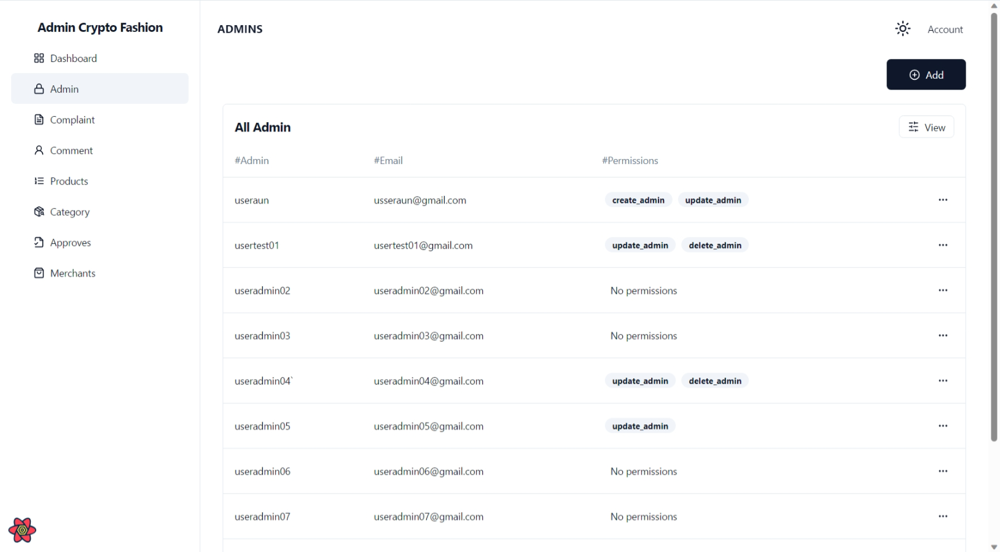 Admin Crypto Fashion
Dashboard
Admin
Complaint
Comment
Products
Category
Approves
Merchants
ADMINS
Account
Add
All Admin
View
#Admin #Email #Permissions
useraun usseraun@gmail.com create_admin update_admin
usertest01 usertest01@gmail.com update_admin delete_admin
useradmin02 useradmin02@gmail.com No permissions
useradmin03 useradmin03@gmail.com No permissions
useradmin04` useradmin04@gmail.com update_admin delete_admin
useradmin05 useradmin05@gmail.com update_admin
useradmin06 useradmin06@gmail.com No permissions
useradmin07 useradmin07@gmail.com No permissions